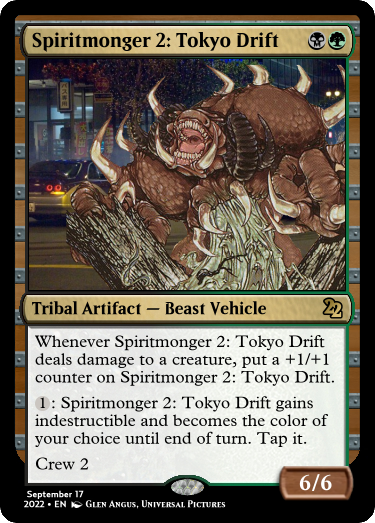 Spiritmonger 2: Tokyo Drift
Tribal Artifact — Beast Vehicle
Whenever Spiritmonger 2: Tokyo Drift
deals damage to a creature, put a +1/+1
counter on Spiritmonger 2: Tokyo Drift.
1: Spiritmonger 2: Tokyo Drift gains
indestructible and becomes the color of
your choice until end of turn. Tap it.
Crew 2
6/6
September 17
2022 • EN Glen Angus, Universal Pictures